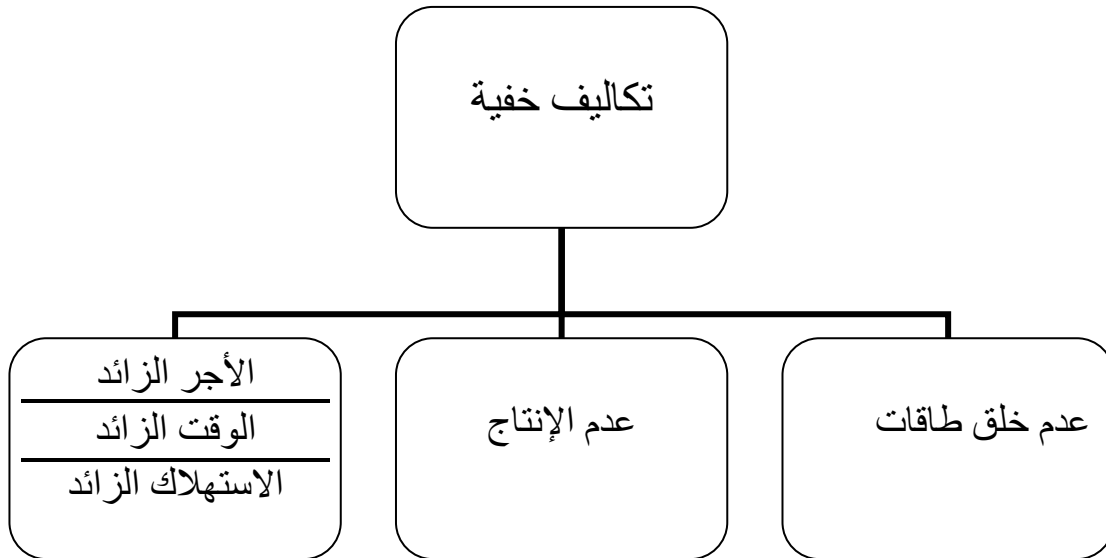 تكاليف خفية
عدم خلق طاقات
عدم الإنتاج
الأجر الزائد
الوقت الزائد
الاستهلاك الزائد